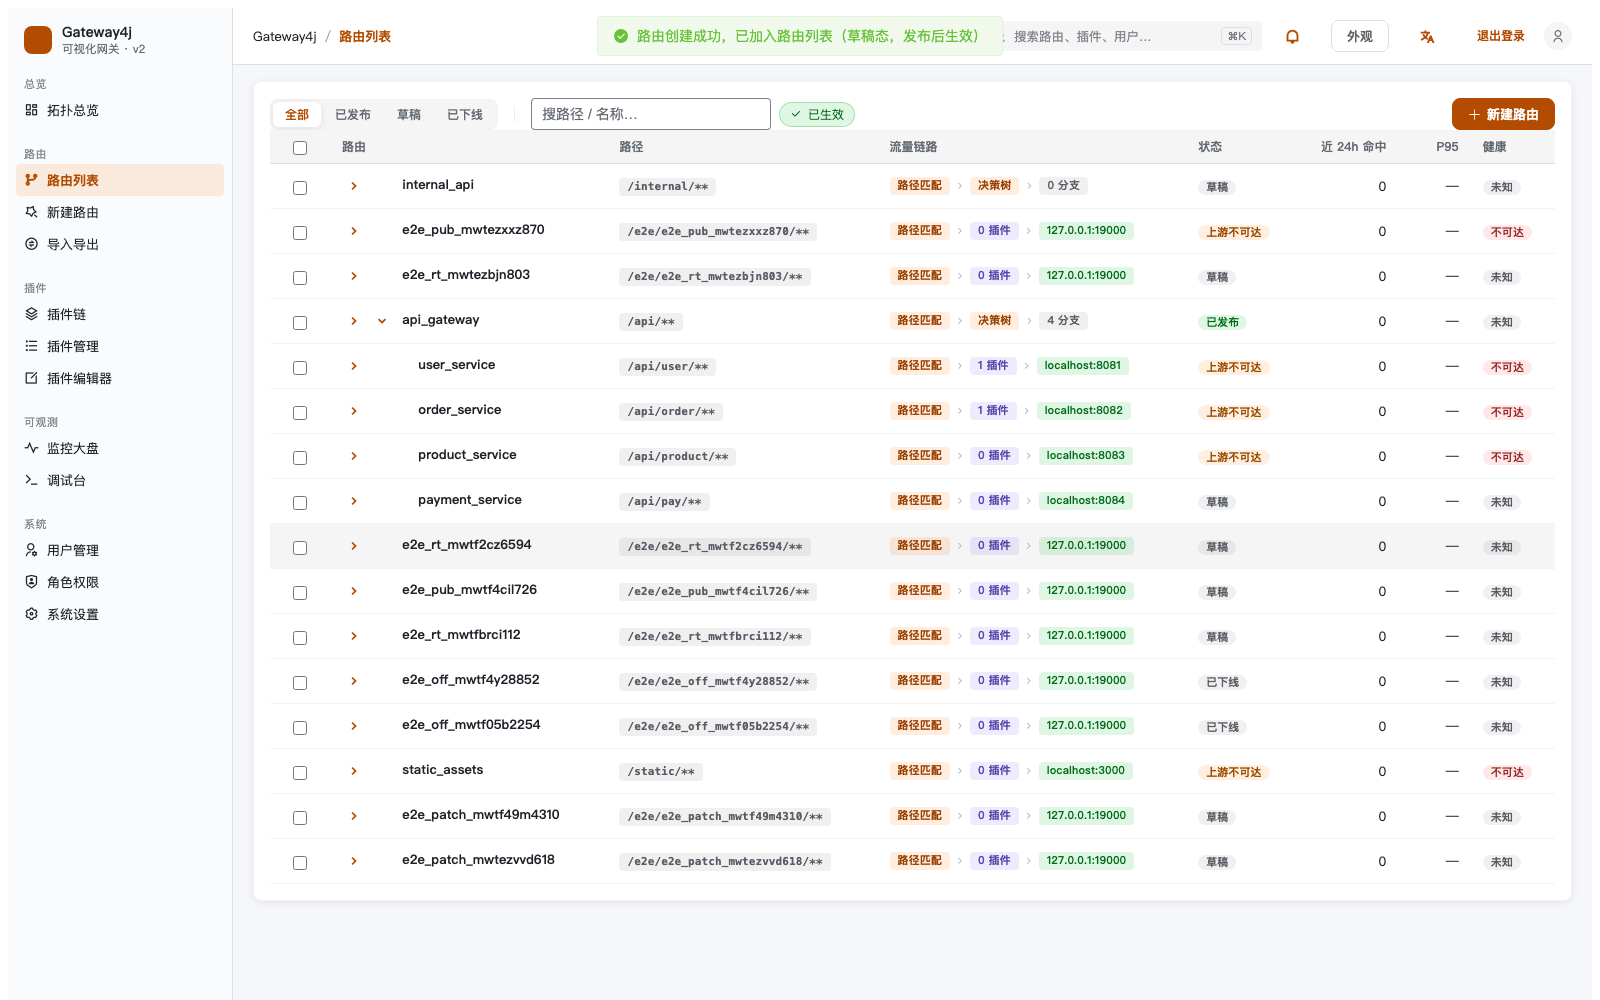 Gateway4j
可视化网关 · v2
总览
拓扑总览
路由
路由列表
新建路由
导入导出
插件
插件链
插件管理
插件编辑器
可观测
监控大盘
调试台
系统
用户管理
角色权限
系统设置
Gateway4j / 路由列表
路由创建成功，已加入路由列表（草稿态，发布后生效）
搜索路由、插件、用户… ⌘K
外观
退出登录
全部 已发布 草稿 已下线
搜路径 / 名称…
已生效
新建路由
路由 路径 流量链路 状态 近 24h 命中 P95 健康
internal_api /internal/** 路径匹配 › 决策树 › 0 分支 草稿 0 — 未知
e2e_pub_mwtezxxz870 /e2e/e2e_pub_mwtezxxz870/** 路径匹配 › 0 插件 › 127.0.0.1:19000 上游不可达 0 — 不可达
e2e_rt_mwtezbjn803 /e2e/e2e_rt_mwtezbjn803/** 路径匹配 › 0 插件 › 127.0.0.1:19000 草稿 0 — 未知
api_gateway /api/** 路径匹配 › 决策树 › 4 分支 已发布 0 — 未知
user_service /api/user/** 路径匹配 › 1 插件 › localhost:8081 上游不可达 0 — 不可达
order_service /api/order/** 路径匹配 › 1 插件 › localhost:8082 上游不可达 0 — 不可达
product_service /api/product/** 路径匹配 › 0 插件 › localhost:8083 上游不可达 0 — 不可达
payment_service /api/pay/** 路径匹配 › 0 插件 › localhost:8084 草稿 0 — 未知
e2e_rt_mwtf2cz6594 /e2e/e2e_rt_mwtf2cz6594/** 路径匹配 › 0 插件 › 127.0.0.1:19000 草稿 0 — 未知
e2e_pub_mwtf4cil726 /e2e/e2e_pub_mwtf4cil726/** 路径匹配 › 0 插件 › 127.0.0.1:19000 草稿 0 — 未知
e2e_rt_mwtfbrci112 /e2e/e2e_rt_mwtfbrci112/** 路径匹配 › 0 插件 › 127.0.0.1:19000 草稿 0 — 未知
e2e_off_mwtf4y28852 /e2e/e2e_off_mwtf4y28852/** 路径匹配 › 0 插件 › 127.0.0.1:19000 已下线 0 — 未知
e2e_off_mwtf05b2254 /e2e/e2e_off_mwtf05b2254/** 路径匹配 › 0 插件 › 127.0.0.1:19000 已下线 0 — 未知
static_assets /static/** 路径匹配 › 0 插件 › localhost:3000 上游不可达 0 — 不可达
e2e_patch_mwtf49m4310 /e2e/e2e_patch_mwtf49m4310/** 路径匹配 › 0 插件 › 127.0.0.1:19000 草稿 0 — 未知
e2e_patch_mwtezvvd618 /e2e/e2e_patch_mwtezvvd618/** 路径匹配 › 0 插件 › 127.0.0.1:19000 草稿 0 — 未知